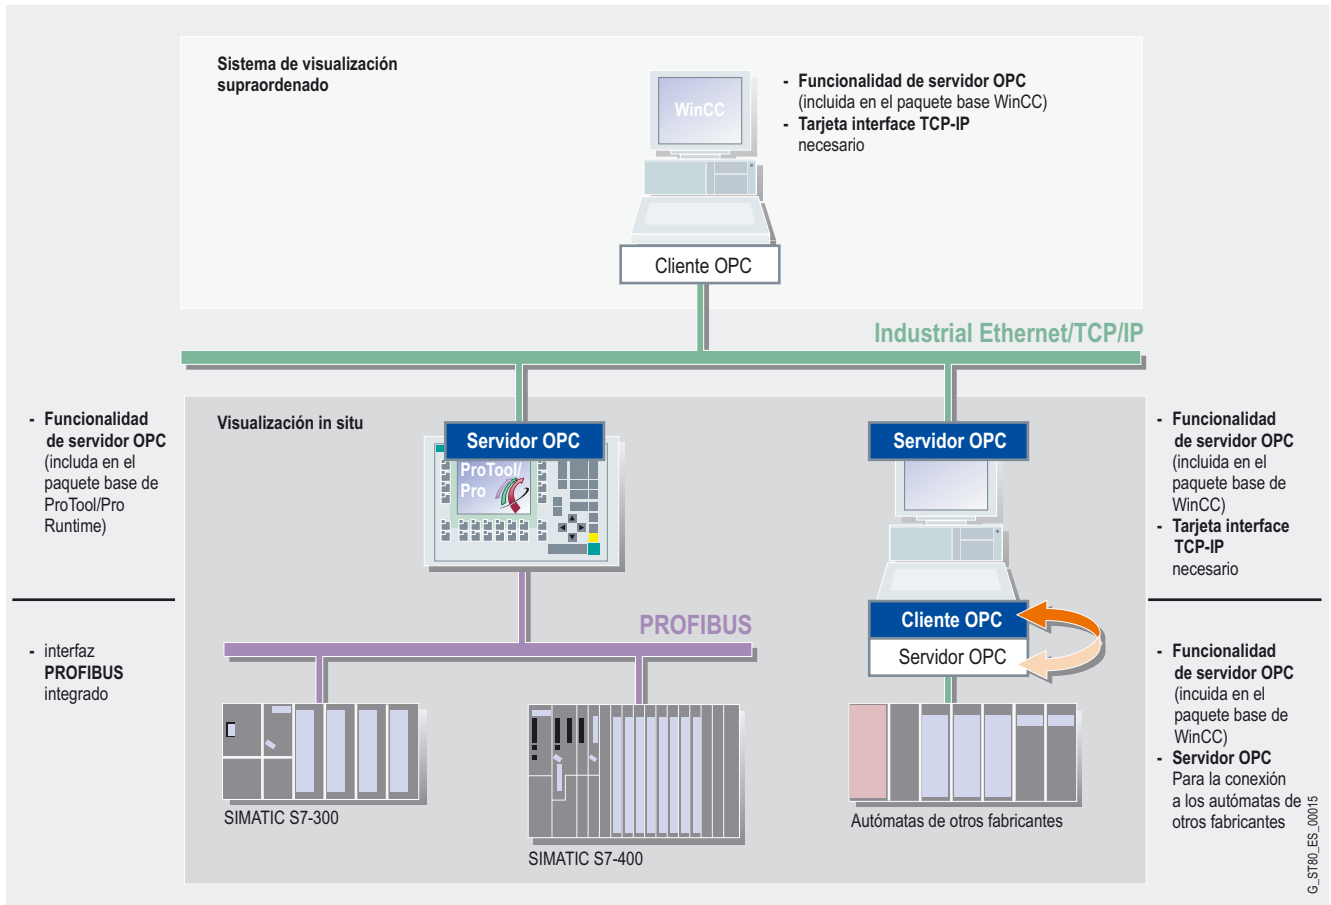 Sistema de visualización
supraordenado
WinCC
- Funcionalidad de servidor OPC
(incluida en el paquete base WinCC)
- Tarjeta interface TCP-IP
necesario
Cliente OPC
Industrial Ethernet/TCP/IP
- Funcionalidad
de servidor OPC
(includa en el
paquete base de
ProTool/Pro
Runtime)
- interfaz
PROFIBUS
integrado
Visualización in situ
Servidor OPC
ProTool/
Pro
PROFIBUS
SIMATIC S7-300
SIMATIC S7-400
Servidor OPC
Cliente OPC
Servidor OPC
Autómatas de otros fabricantes
- Funcionalidad
de servidor OPC
(incluida en el
paquete base de
WinCC)
- Tarjeta interface
TCP-IP
necesario
- Funcionalidad
de servidor OPC
(incuida en el
paquete base de
WinCC)
- Servidor OPC
Para la conexión
a los autómatas de
otros fabricantes
G_ST80_ES_00015